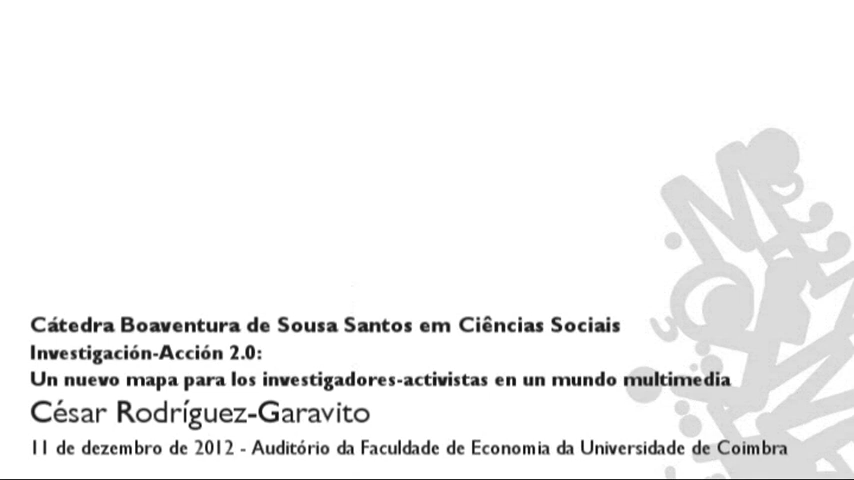 Cátedra Boaventura de Sousa Santos em Ciências Sociais
Investigación-Acción 2.0:
Un nuevo mapa para los investigadores-activistas en un mundo multimedia
César Rodríguez-Garavito
11 de dezembro de 2012 - Auditório da Faculdade de Economia da Universidade de Coimbra